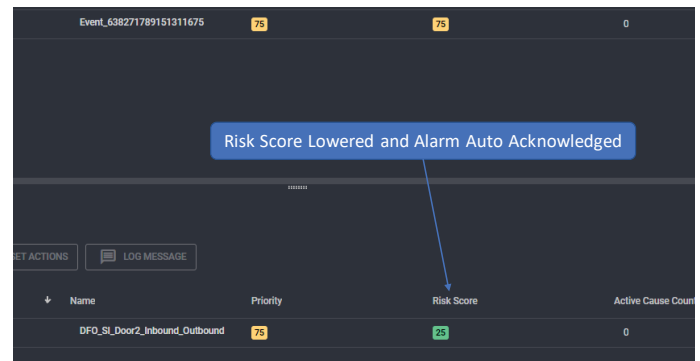 Event_638271789151311675 75 75 0
Risk Score Lowered and Alarm Auto Acknowledged
SET ACTIONS LOG MESSAGE
Name Priority Risk Score Active Cause Count
DFO_SI_Door2_Inbound_Outbound 75 25 0